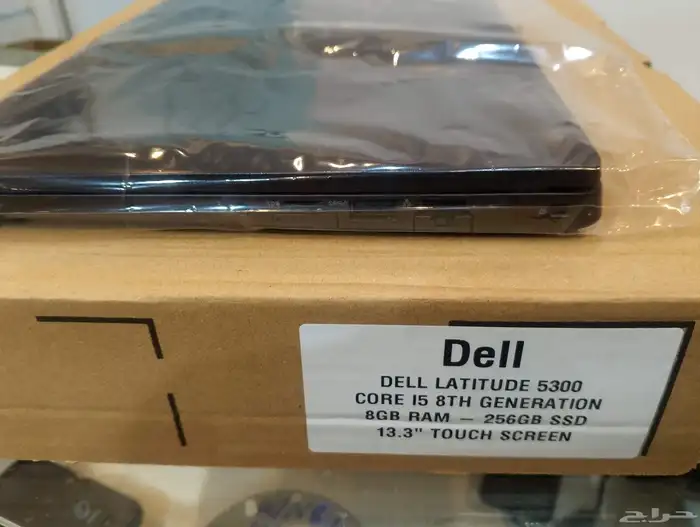 Dell
DELL LATITUDE 5300
CORE I5 8TH GENERATION
8GB RAM – 256GB SSD
13.3" TOUCH SCREEN
حراج